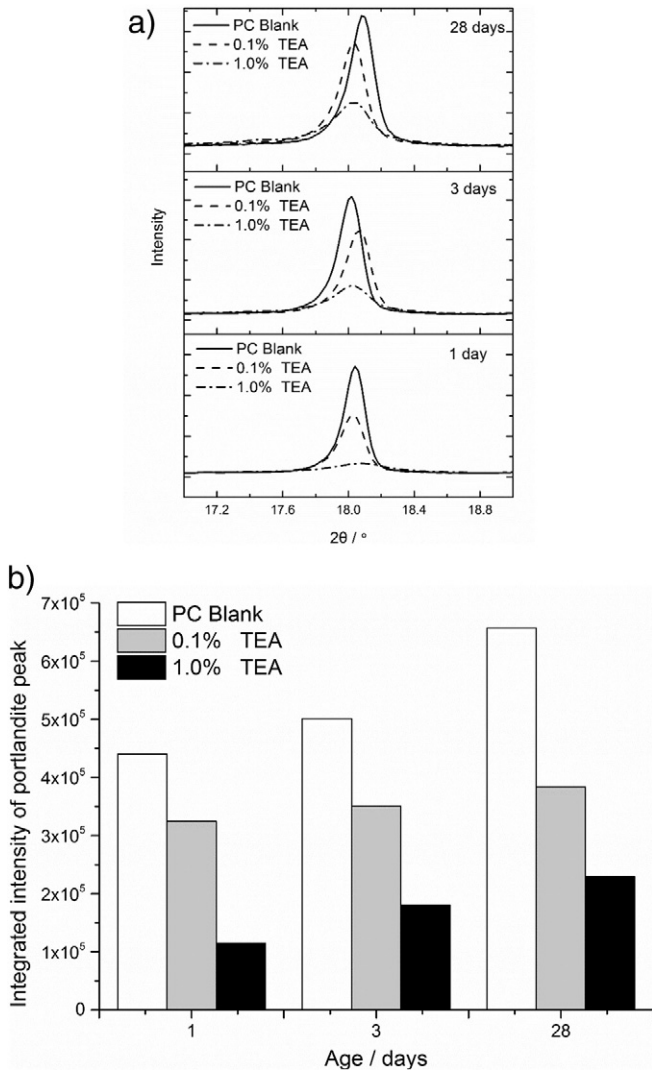 a)
PC Blank
0.1% TEA
1.0% TEA
28 days
PC Blank
0.1% TEA
1.0% TEA
3 days
PC Blank
0.1% TEA
1.0% TEA
1 day
Intensity
17.2 17.6 18.0 18.4 18.8
2θ / °
b)
PC Blank
0.1% TEA
1.0% TEA
7x10⁵
6x10⁵
5x10⁵
4x10⁵
3x10⁵
2x10⁵
1x10⁵
0
Integrated intensity of portlandite peak
1 3 28
Age / days